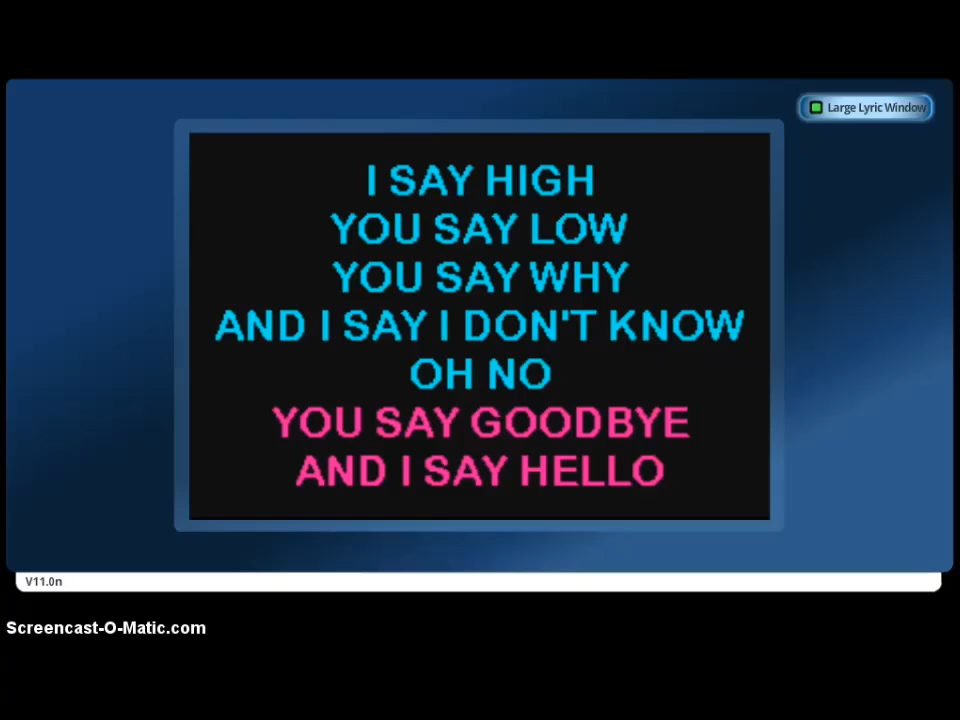 Large Lyric Window
I SAY HIGH
YOU SAY LOW
YOU SAY WHY
AND I SAY I DON'T KNOW
OH NO
YOU SAY GOODBYE
AND I SAY HELLO
V11.0n
Screencast-O-Matic.com